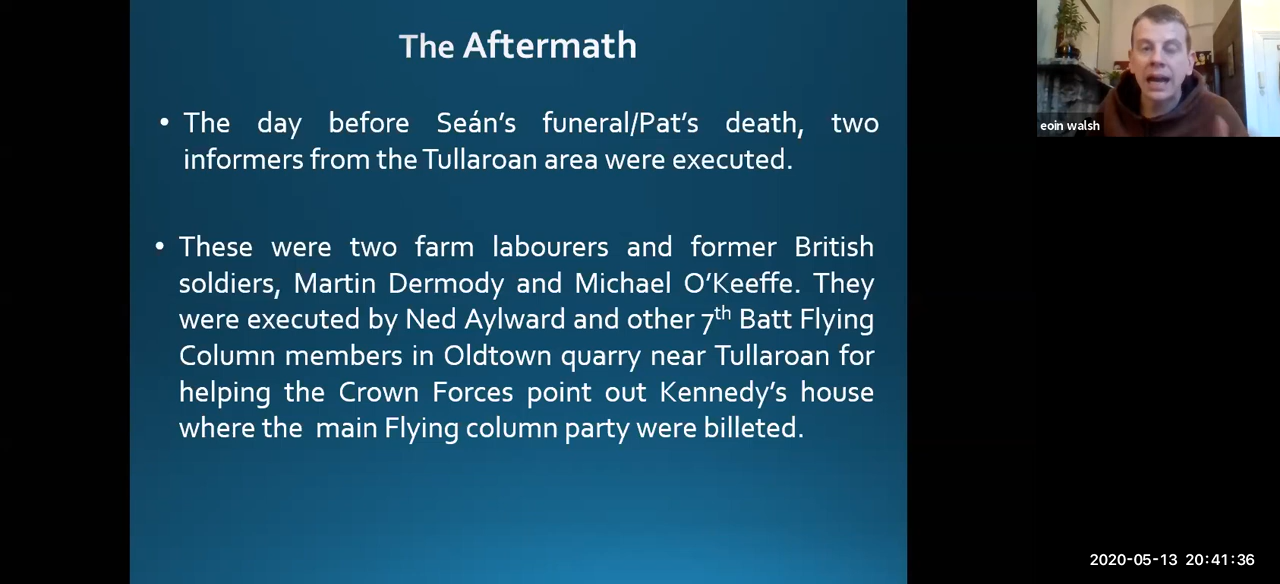 The Aftermath
• The day before Seán's funeral/Pat's death, two
informers from the Tullaroan area were executed.
• These were two farm labourers and former British
soldiers, Martin Dermody and Michael O'Keeffe. They
were executed by Ned Aylward and other 7th Batt Flying
Column members in Oldtown quarry near Tullaroan for
helping the Crown Forces point out Kennedy's house
where the main Flying column party were billeted.
eoin walsh
2020-05-13 20:41:36